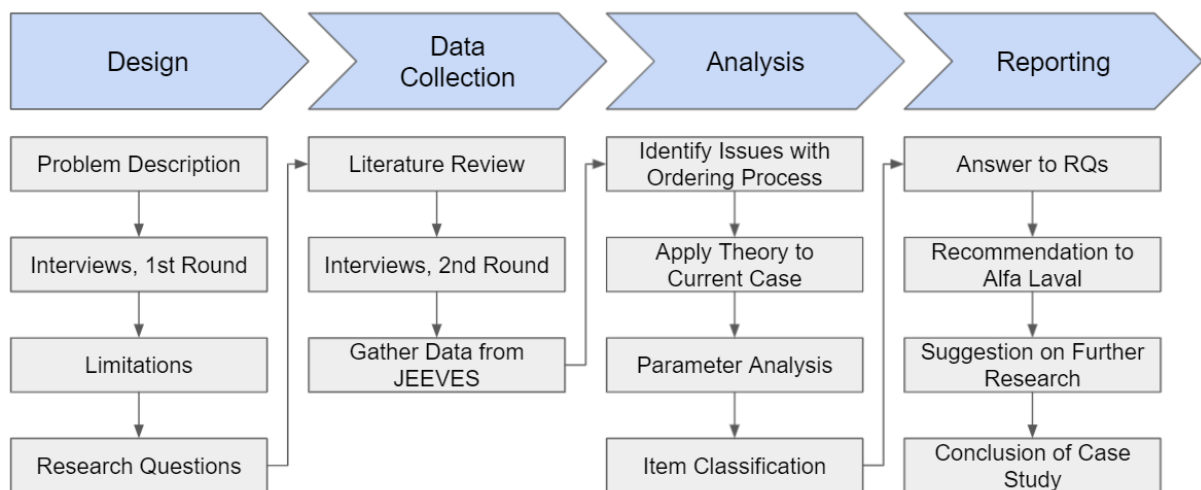 Design
Data
Collection
Analysis
Reporting
Problem Description
Interviews, 1st Round
Limitations
Research Questions
Literature Review
Interviews, 2nd Round
Gather Data from
JEEVES
Identify Issues with
Ordering Process
Apply Theory to
Current Case
Parameter Analysis
Item Classification
Answer to RQs
Recommendation to
Alfa Laval
Suggestion on Further
Research
Conclusion of Case
Study